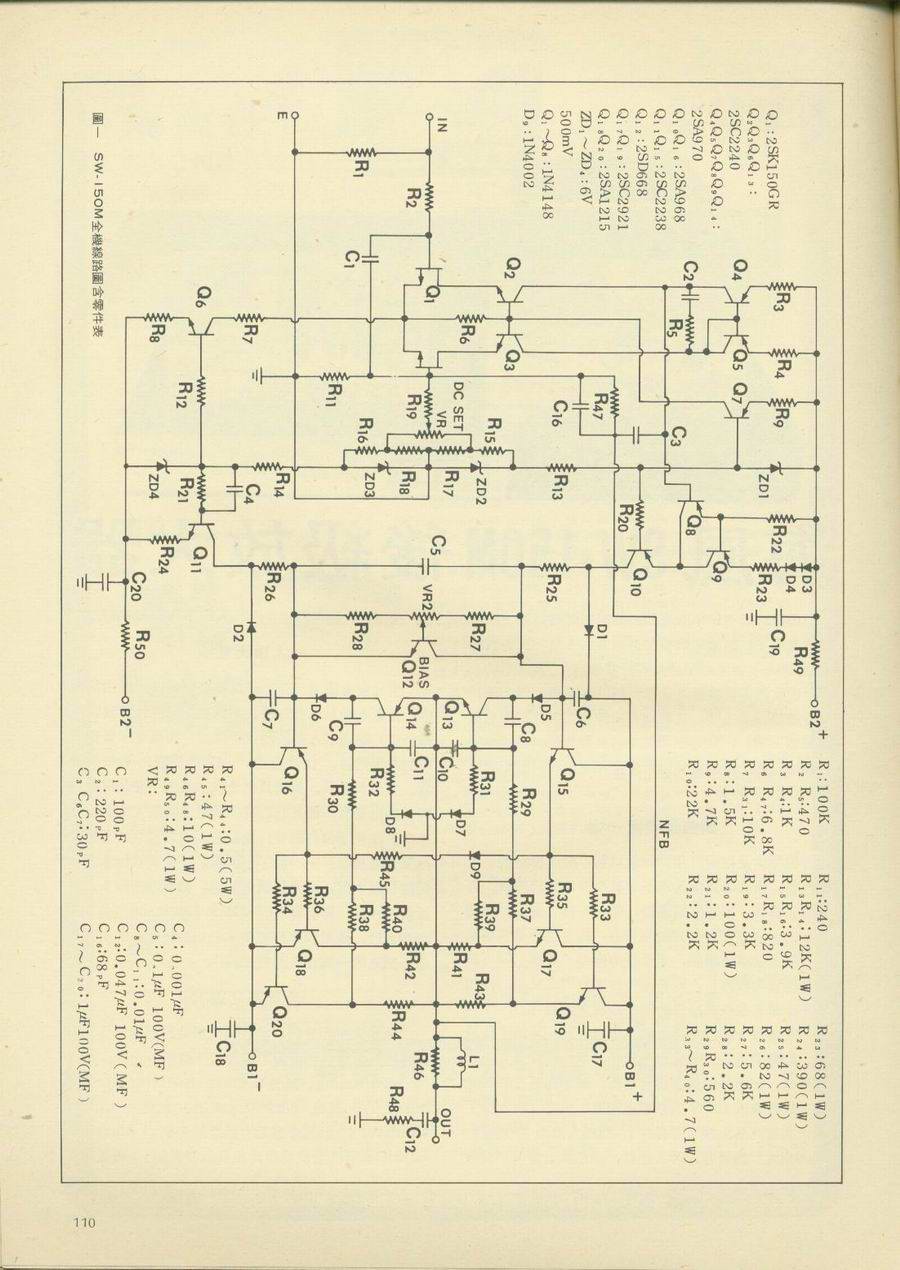 圖一 SW-150M全機線路圖含零件表
Q₁:2SK150GR
Q₂Q₃Q₆Q₁₃:
2SC2240
Q₄Q₅Q₇Q₈Q₉Q₁₄:
2SA970
Q₁₀Q₁₆:2SA968
Q₁₁Q₁₅:2SC2238
Q₁₂:2SD668
Q₁₇Q₁₉:2SC2921
Q₁₈Q₂₀:2SA1215
ZD₁~ZD₄:6V
500mV
Q₁~Q₈:1N4148
D₉:1N4002
R₁:100K
R₂ R₅:470
R₃ R₄:1K
R₆ R₄₇:6.8K
R₇ R₃₁:10K
R₈:1.5K
R₉:4.7K
R₁₀:22K
R₁₁:240
R₁₃R₁₄:12K(1W)
R₁₅R₁₆:3.9K
R₁₇R₁₈:820
R₁₉:3.3K
R₂₀:100(1W)
R₂₁:1.2K
R₂₂:2.2K
R₂₃:68(1W)
R₂₄:390(1W)
R₂₅:47(1W)
R₂₆:82(1W)
R₂₇:5.6K
R₂₈:2.2K
R₂₉R₃₀:560
R₃₃~R₄₀:4.7(1W)
R₄₁~R₄₄:0.5(5W)
R₄₅:47(1W)
R₄₆R₄₈:10(1W)
R₄₉R₅₀:4.7(1W)
VR:
C₁:100PF
C₂:220PF
C₃ C₆C₇:30PF
C₄:0.001μF
C₅:0.1μF 100V(MF)
C₈~C₁₁:0.01μF
C₁₂:0.047μF 100V(MF)
C₁₆:68PF
C₁₇~C₂₀:1μF100V(MF)
R3
R4
R9
ZD1
R22
D3
D4
R23
C19
R49
B2+
Q4
Q5
Q7
C2
R5
C3
Q8
Q9
Q10
R20
R47
C16
NFB
Q2
Q3
R6
R13
R25
D1
C6
IN
R2
R1
C1
Q1
R19
DC SET
VR
R15
R16
R17
R18
ZD2
ZD3
C5
VR2
R27
R28
BIAS
Q12
Q13
Q14
D5
D6
C8
C9
C10
C11
R29
R30
R31
R32
D7
D8
D9
Q15
Q16
E
R11
R7
Q6
R8
R12
R14
C4
R21
ZD4
Q11
R24
R26
D2
C7
C20
R50
B2-
R33
R35
R37
R39
R45
R40
R38
R36
R34
Q17
Q19
Q18
Q20
R41
R43
R42
R44
C17
C18
B1+
B1-
L1
R46
R48
C12
OUT
110